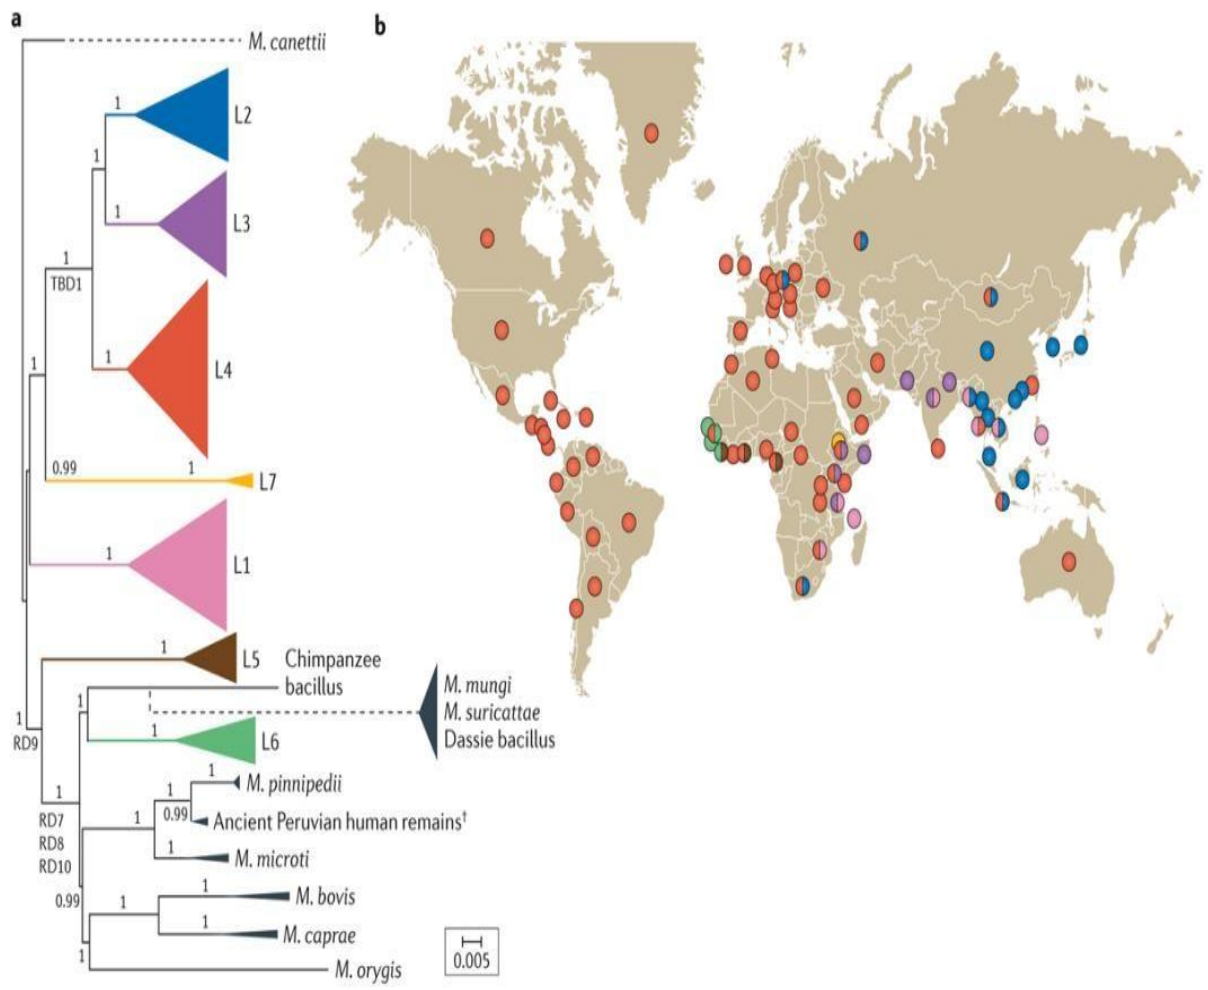 a
b
M. canettii
1
L2
1
1
L3
1
TBD1
1
L4
1
0.99
1
L7
1
L1
1
L5
Chimpanzee
bacillus
1
M. mungi
M. suricattae
Dassie bacillus
1
RD9
1
L6
1
M. pinnipedii
1
1
0.99
Ancient Peruvian human remains†
RD7
RD8
RD10
1
1
M. microti
0.99
1
M. bovis
1
1
M. caprae
1
M. orygis
0.005